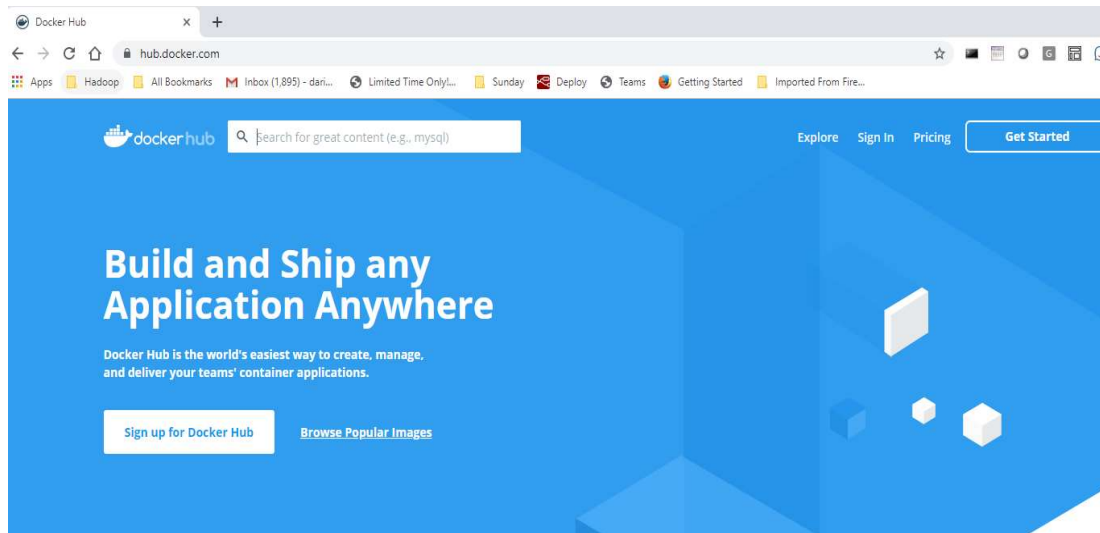 Docker Hub
hub.docker.com
Apps Hadoop All Bookmarks Inbox (1,895) - dari... Limited Time Only!... Sunday Deploy Teams Getting Started Imported From Fire...
dockerhub Search for great content (e.g., mysql) Explore Sign In Pricing Get Started
Build and Ship any
Application Anywhere
Docker Hub is the world's easiest way to create, manage,
and deliver your teams' container applications.
Sign up for Docker Hub Browse Popular Images